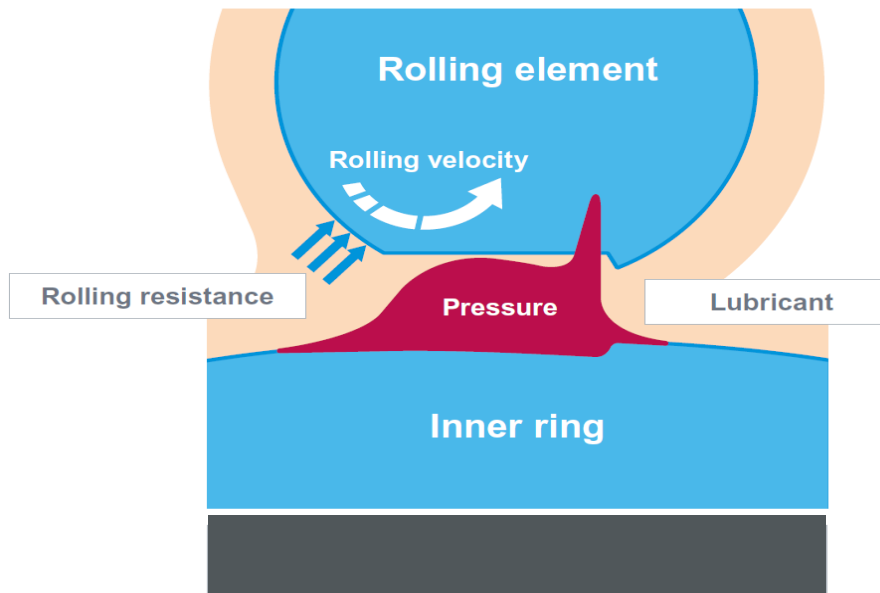 Rolling element
Rolling velocity
Rolling resistance
Pressure
Lubricant
Inner ring